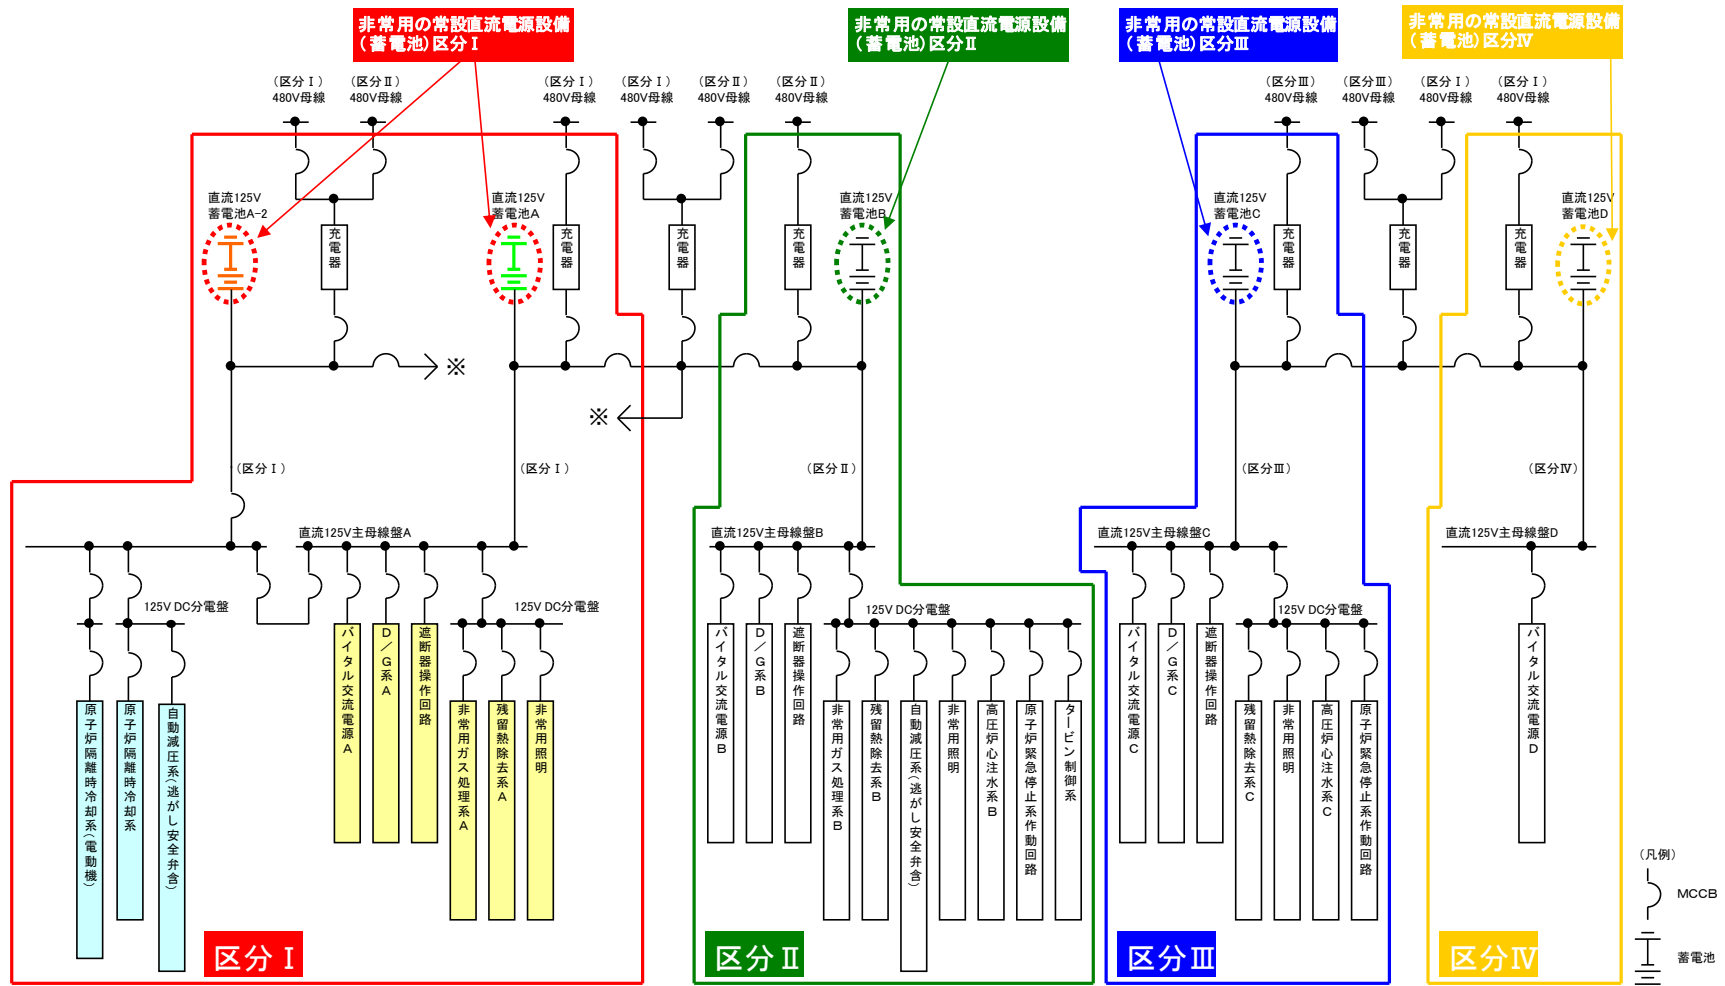 非常用の常設直流電源設備
(蓄電池)区分Ⅰ
非常用の常設直流電源設備
(蓄電池)区分Ⅱ
非常用の常設直流電源設備
(蓄電池)区分Ⅲ
非常用の常設直流電源設備
(蓄電池)区分Ⅳ
(区分Ⅰ)
480V母線
(区分Ⅱ)
480V母線
(区分Ⅰ)
480V母線
(区分Ⅰ)
480V母線
(区分Ⅱ)
480V母線
(区分Ⅱ)
480V母線
(区分Ⅲ)
480V母線
(区分Ⅲ)
480V母線
(区分Ⅰ)
480V母線
(区分Ⅰ)
480V母線
直流125V
蓄電池A-2
直流125V
蓄電池A
直流125V
蓄電池B
直流125V
蓄電池C
直流125V
蓄電池D
充電器
充電器
充電器
充電器
充電器
充電器
充電器
※
※
(区分Ⅰ)
(区分Ⅰ)
(区分Ⅱ)
(区分Ⅲ)
(区分Ⅳ)
直流125V主母線盤A
直流125V主母線盤B
直流125V主母線盤C
直流125V主母線盤D
125V DC分電盤
125V DC分電盤
125V DC分電盤
125V DC分電盤
原子炉隔離時冷却系(電動機)
原子炉隔離時冷却系
自動減圧系(逃がし安全弁含)
バイタル交流電源A
D/G系A
遮断器操作回路
非常用ガス処理系A
残留熱除去系A
非常用照明
バイタル交流電源B
D/G系B
遮断器操作回路
非常用ガス処理系B
残留熱除去系B
自動減圧系(逃がし安全弁含)
非常用照明
高圧炉心注水系B
原子炉緊急停止系作動回路
タービン制御系
バイタル交流電源C
D/G系C
遮断器操作回路
残留熱除去系C
非常用照明
高圧炉心注水系C
原子炉緊急停止系作動回路
バイタル交流電源D
区分Ⅰ
区分Ⅱ
区分Ⅲ
区分Ⅳ
(凡例)
MCCB
蓄電池